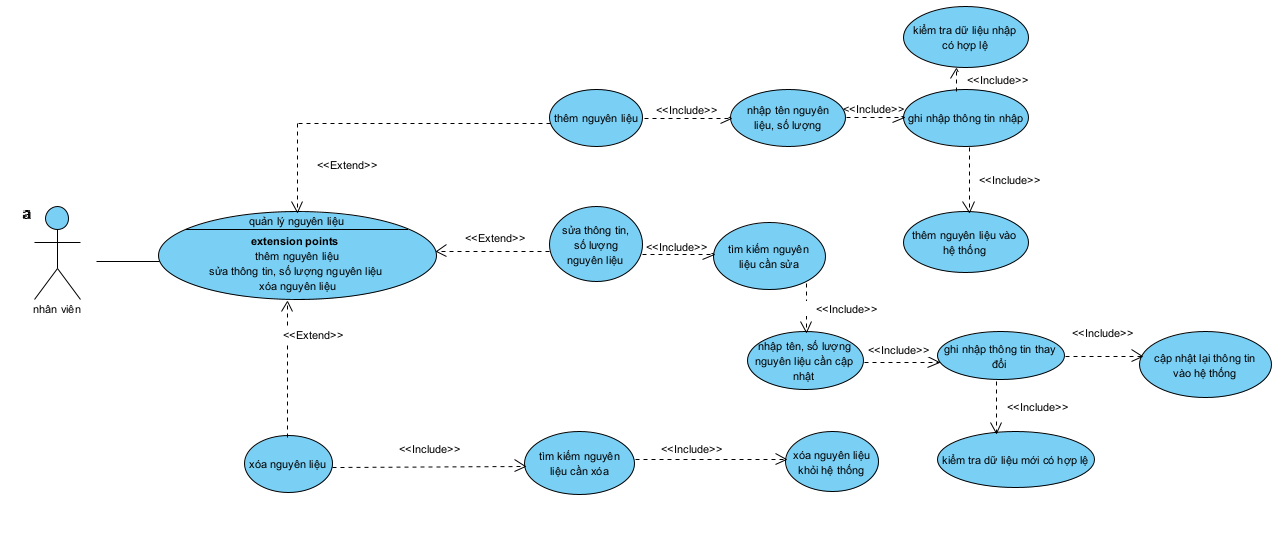 kiểm tra dữ liệu nhập
có hợp lệ
<<Include>>
thêm nguyên liệu
<<Include>>
nhập tên nguyên
liệu, số lượng
<<Include>>
ghi nhập thông tin nhập
<<Extend>>
<<Include>>
a
nhân viên
quản lý nguyên liệu
extension points
thêm nguyên liệu
sửa thông tin, số lượng nguyên liệu
xóa nguyên liệu
<<Extend>>
sửa thông tin,
số lượng
nguyên liệu
<<Include>>
tìm kiếm nguyên
liệu cần sửa
thêm nguyên liệu vào
hệ thống
<<Include>>
<<Extend>>
nhập tên, số lượng
nguyên liệu cần cập
nhật
<<Include>>
ghi nhập thông tin thay
đổi
<<Include>>
cập nhật lại thông tin
vào hệ thống
<<Include>>
xóa nguyên liệu
<<Include>>
tìm kiếm nguyên
liệu cần xóa
<<Include>>
xóa nguyên liệu
khỏi hệ thống
kiểm tra dữ liệu mới có hợp lệ